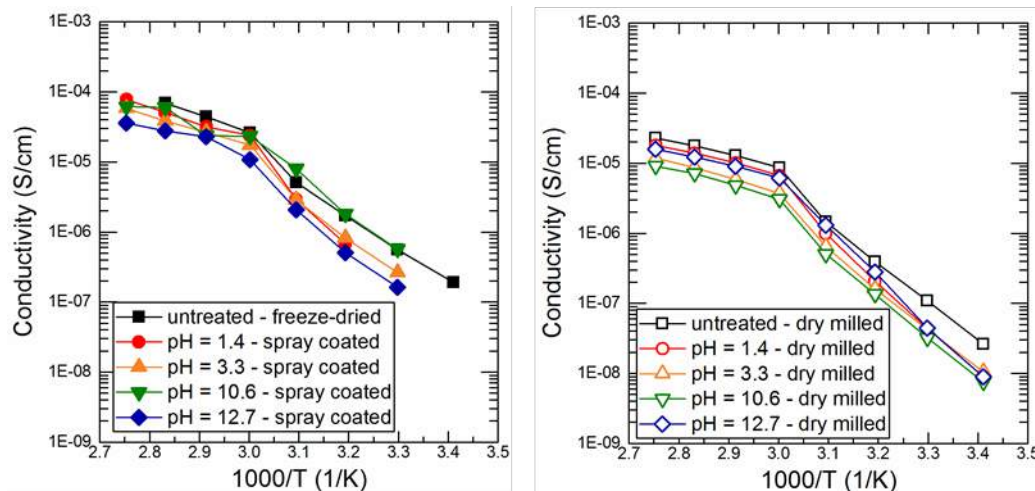 1E-03
1E-04
1E-05
1E-06
1E-07
1E-08
1E-09
Conductivity (S/cm)
untreated - freeze-dried
pH = 1.4 - spray coated
pH = 3.3 - spray coated
pH = 10.6 - spray coated
pH = 12.7 - spray coated
2.7 2.8 2.9 3.0 3.1 3.2 3.3 3.4 3.5
1000/T (1/K)
1E-03
1E-04
1E-05
1E-06
1E-07
1E-08
1E-09
Conductivity (S/cm)
untreated - dry milled
pH = 1.4 - dry milled
pH = 3.3 - dry milled
pH = 10.6 - dry milled
pH = 12.7 - dry milled
2.7 2.8 2.9 3.0 3.1 3.2 3.3 3.4 3.5
1000/T (1/K)